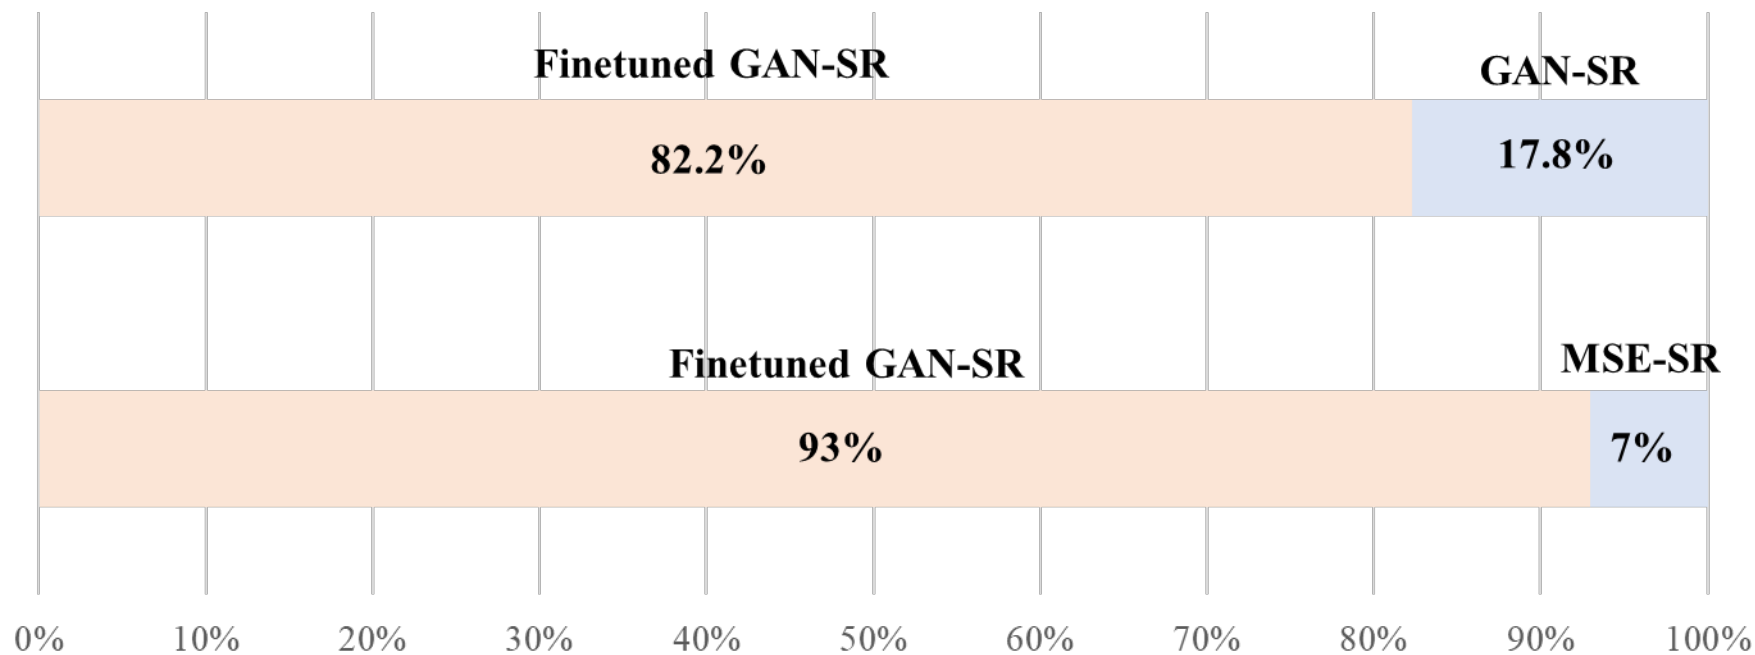 Finetuned GAN-SR
GAN-SR
82.2%
17.8%
Finetuned GAN-SR
MSE-SR
93%
7%
0% 10% 20% 30% 40% 50% 60% 70% 80% 90% 100%